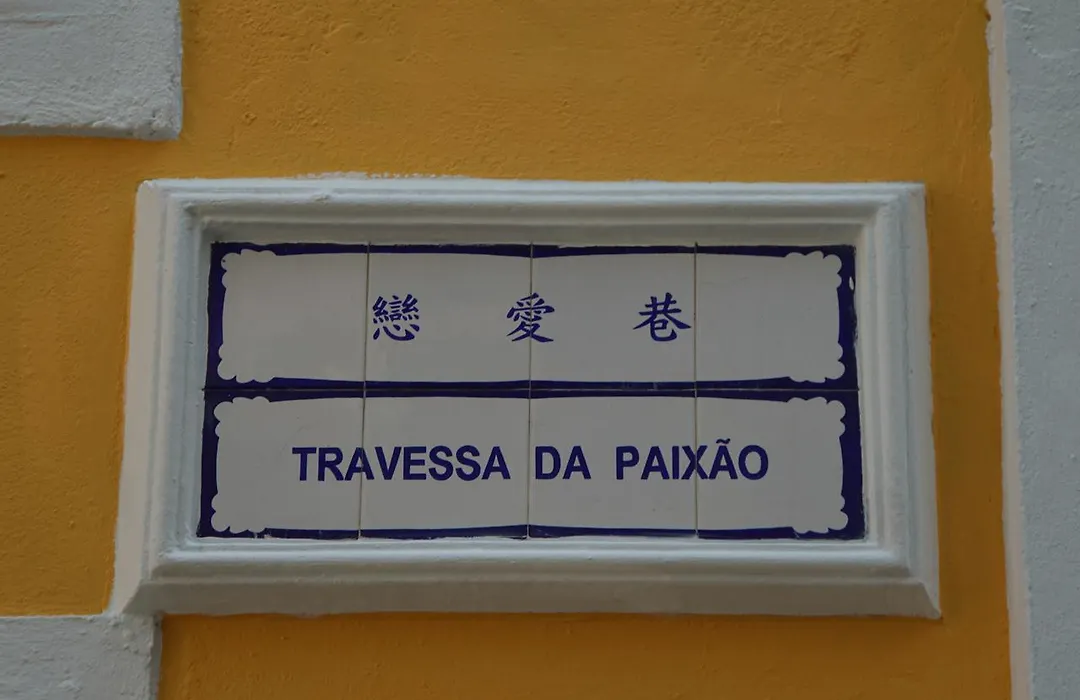 戀愛巷
TRAVESSA DA PAIXÃO